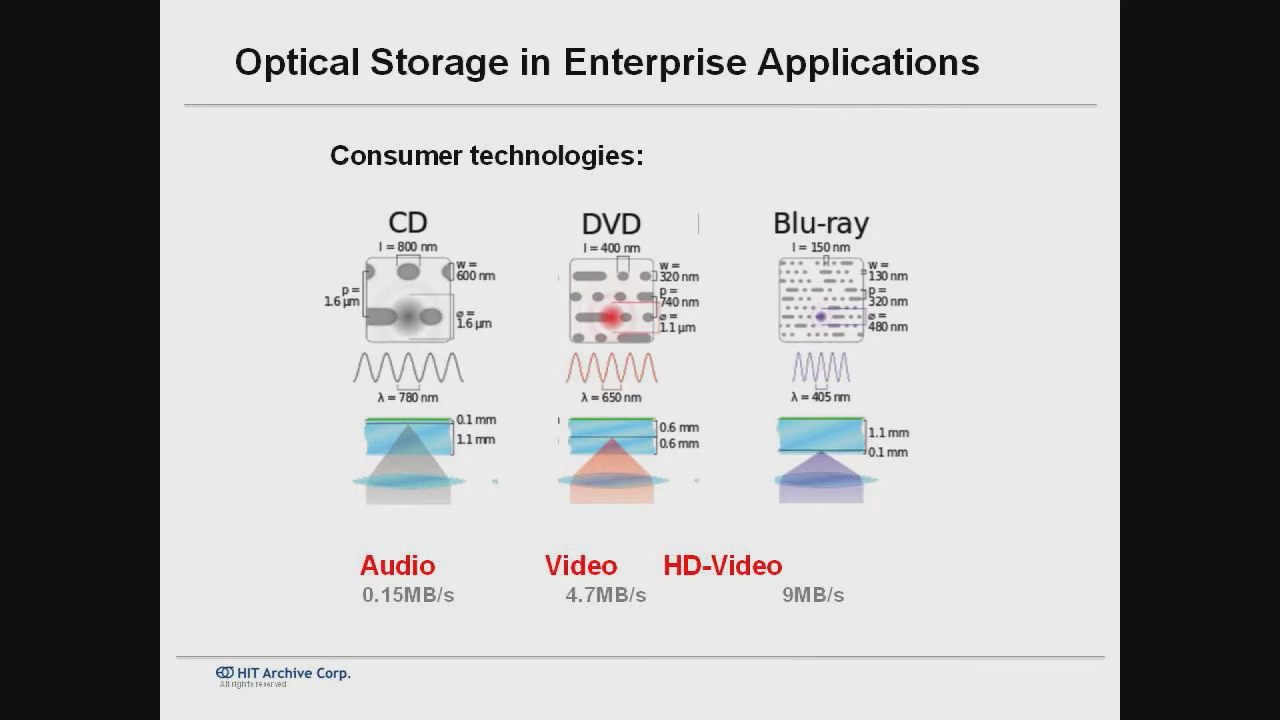 Optical Storage in Enterprise Applications
Consumer technologies:
CD
l = 800 nm
w =
600 nm
p =
1.6 µm
⌀ =
1.6 µm
λ = 780 nm
0.1 mm
1.1 mm
DVD
l = 400 nm
w =
320 nm
p =
740 nm
⌀ =
1.1 µm
λ = 650 nm
0.6 mm
0.6 mm
Blu-ray
l = 150 nm
w =
130 nm
p =
320 nm
⌀ =
480 nm
λ = 405 nm
1.1 mm
0.1 mm
Audio Video HD-Video
0.15MB/s 4.7MB/s 9MB/s
HIT Archive Corp.
All rights reserved